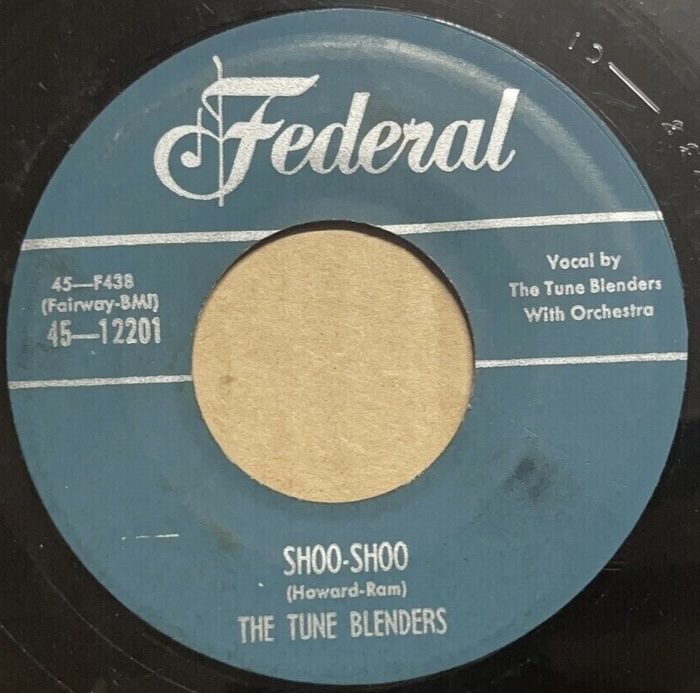 Federal
45—F438
(Fairway-BMI)
45—12201
Vocal by
The Tune Blenders
With Orchestra
SHOO-SHOO
(Howard-Ram)
THE TUNE BLENDERS